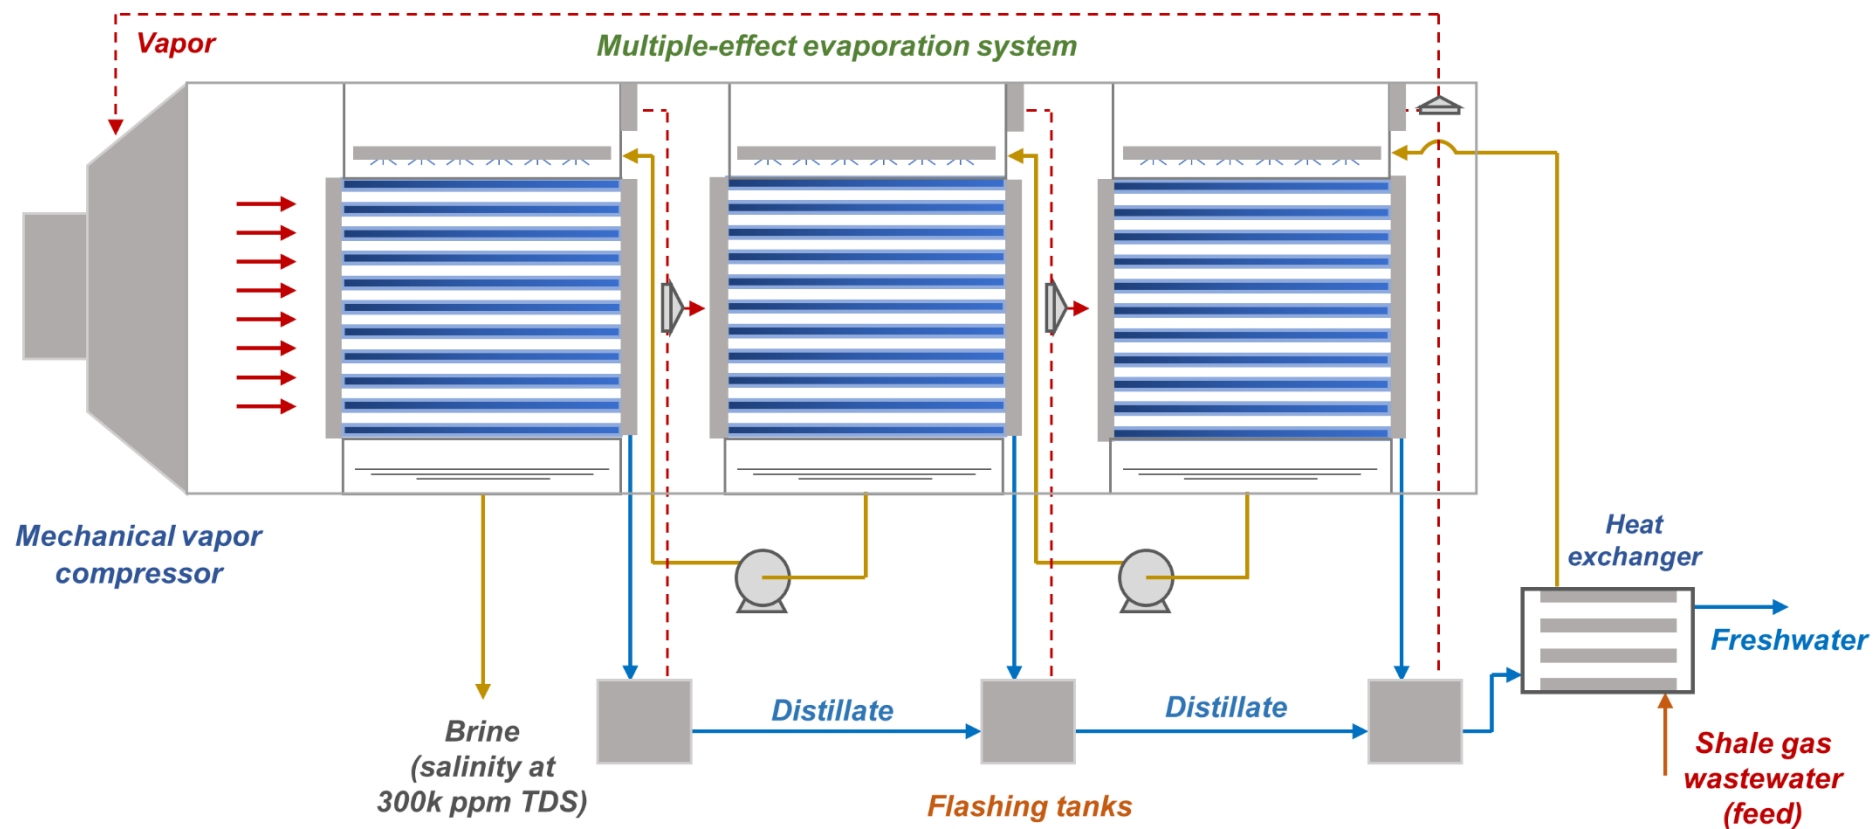 Vapor
Multiple-effect evaporation system
Mechanical vapor
compressor
Heat
exchanger
Freshwater
Distillate
Distillate
Brine
(salinity at
300k ppm TDS)
Flashing tanks
Shale gas
wastewater
(feed)